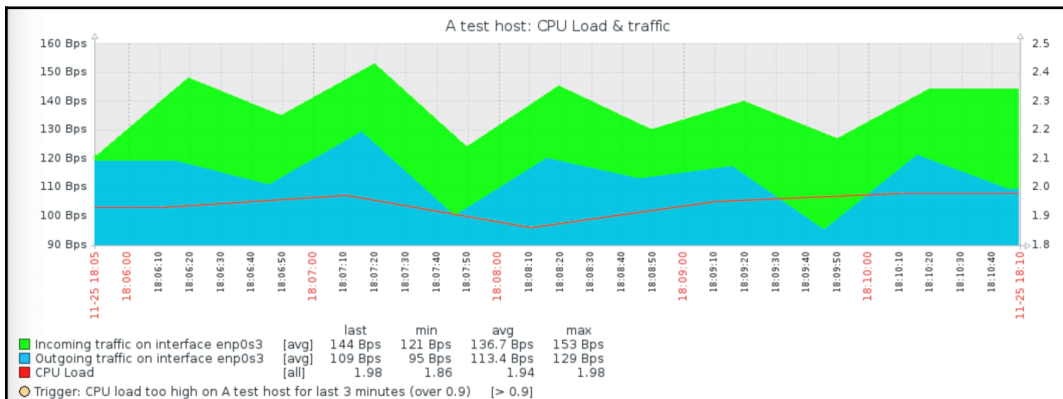 A test host: CPU Load & traffic
160 Bps
150 Bps
140 Bps
130 Bps
120 Bps
110 Bps
100 Bps
90 Bps
2.5
2.4
2.3
2.2
2.1
2.0
1.9
1.8
11-25 18:05
18:06:00
18:06:10
18:06:20
18:06:30
18:06:40
18:06:50
18:07:00
18:07:10
18:07:20
18:07:30
18:07:40
18:07:50
18:08:00
18:08:10
18:08:20
18:08:30
18:08:40
18:08:50
18:09:00
18:09:10
18:09:20
18:09:30
18:09:40
18:09:50
18:10:00
18:10:10
18:10:20
18:10:30
18:10:40
11-25 18:10
last min avg max
Incoming traffic on interface enp0s3 [avg] 144 Bps 121 Bps 136.7 Bps 153 Bps
Outgoing traffic on interface enp0s3 [avg] 109 Bps 95 Bps 113.4 Bps 129 Bps
CPU Load [all] 1.98 1.86 1.94 1.98
Trigger: CPU load too high on A test host for last 3 minutes (over 0.9) [> 0.9]